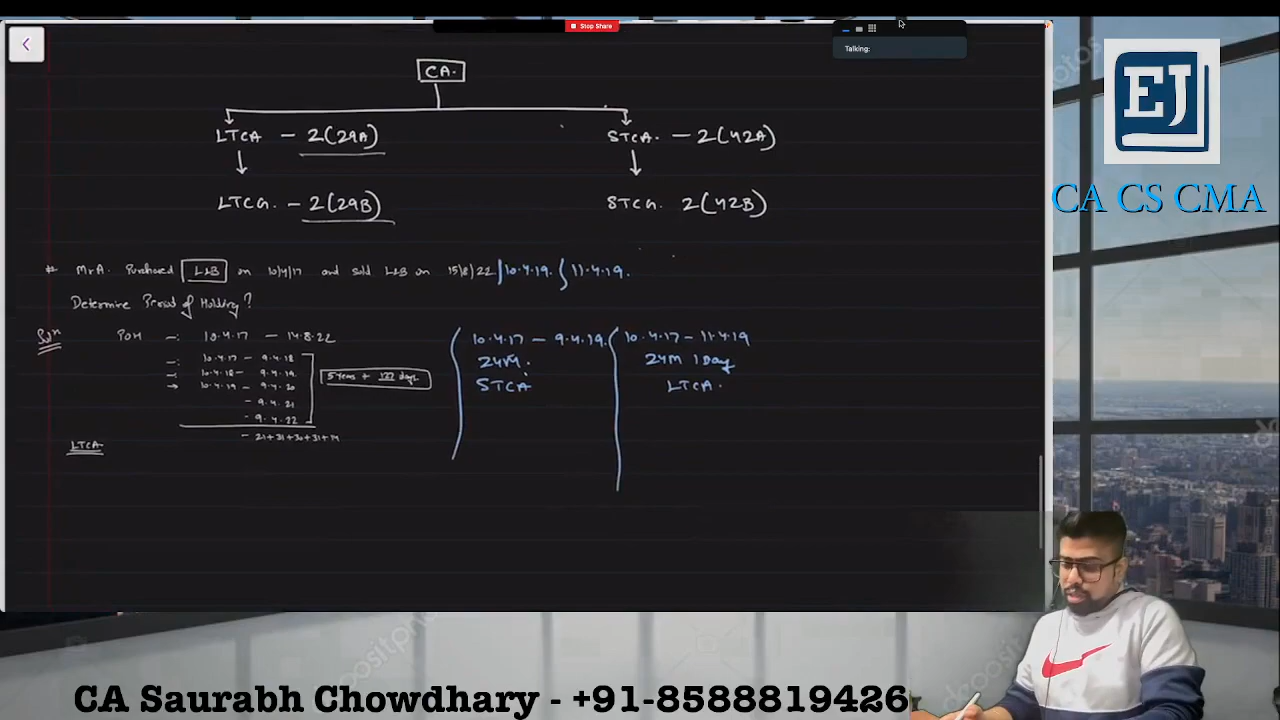 Stop Share
Talking:
CA.
LTCA - 2(29A)
STCA. - 2(42A)
LTCG. - 2(29B)
STCG. 2(42B)
* Mr A. Purchased L&B on 10/4/17 and sold L&B on 15/8/22 10.4.19. 11.4.19.
Determine Period of Holding?
Soln
POH -: 10.4.17 - 14.8.22
-: 10.4.17 - 9.4.18
-: 10.4.18 - 9.4.19
→ 10.4.19 - 9.4.20
- 9.4.21
- 9.4.22
- 21+31+30+31+14
5 Years + 127 days
LTCA
10.4.17 - 9.4.19.
24M.
STCA
10.4.17 - 11.4.19
24M 1 Day
LTCA.
EJ
CA CS CMA
CA Saurabh Chowdhary - +91-8588819426